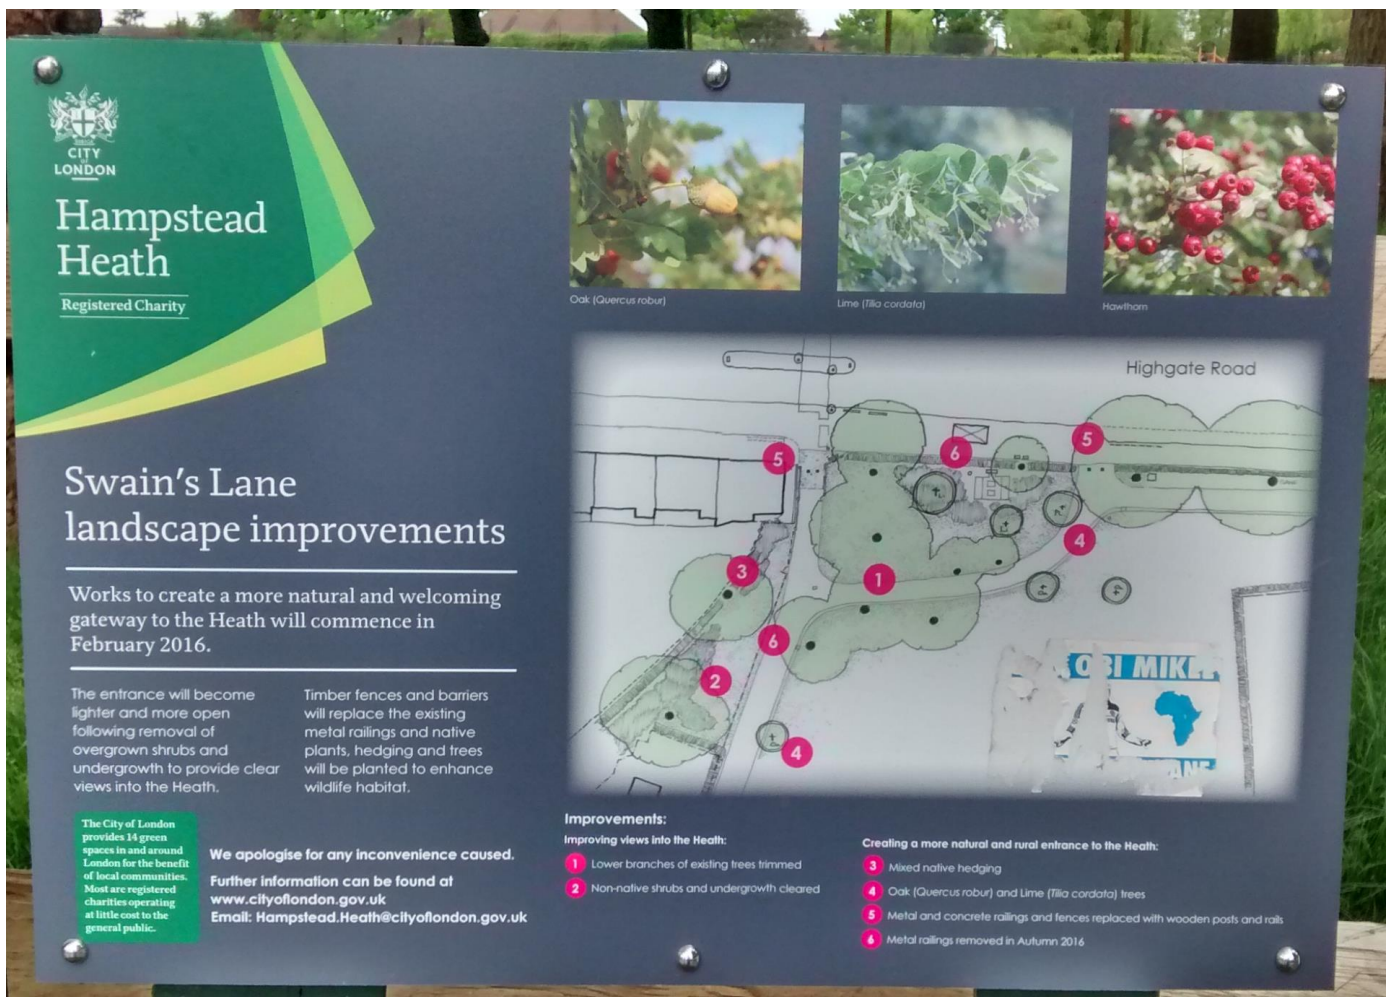 CITY
OF
LONDON
Hampstead
Heath
Registered Charity
Swain's Lane
landscape improvements
Works to create a more natural and welcoming
gateway to the Heath will commence in
February 2016.
The entrance will become
lighter and more open
following removal of
overgrown shrubs and
undergrowth to provide clear
views into the Heath.
Timber fences and barriers
will replace the existing
metal railings and native
plants, hedging and trees
will be planted to enhance
wildlife habitat.
The City of London
provides 14 green
spaces in and around
London for the benefit
of local communities.
Most are registered
charities operating
at little cost to the
general public.
We apologise for any inconvenience caused.
Further information can be found at
www.cityoflondon.gov.uk
Email: Hampstead.Heath@cityoflondon.gov.uk
Oak (Quercus robur)
Lime (Tilia cordata)
Hawthorn
Highgate Road
5
6
5
4
3
1
6
2
4
OBI MIKE
Improvements:
Improving views into the Heath:
1 Lower branches of existing trees trimmed
2 Non-native shrubs and undergrowth cleared
Creating a more natural and rural entrance to the Heath:
3 Mixed native hedging
4 Oak (Quercus robur) and Lime (Tilia cordata) trees
5 Metal and concrete railings and fences replaced with wooden posts and rails
6 Metal railings removed in Autumn 2016